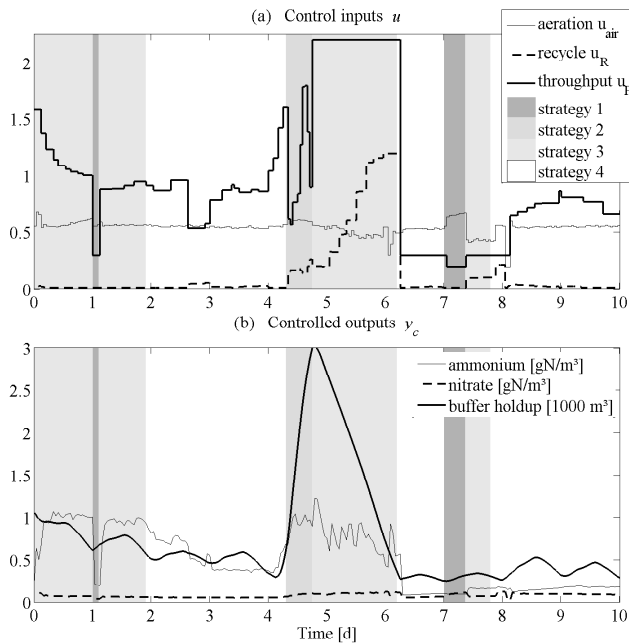 (a) Control inputs u
aeration u_air
recycle u_R
throughput u_F
strategy 1
strategy 2
strategy 3
strategy 4
2
1.5
1
0.5
0
0 1 2 3 4 5 6 7 8 9 10
(b) Controlled outputs y_c
ammonium [gN/m³]
nitrate [gN/m³]
buffer holdup [1000 m³]
3
2.5
2
1.5
1
0.5
0
0 1 2 3 4 5 6 7 8 9 10
Time [d]